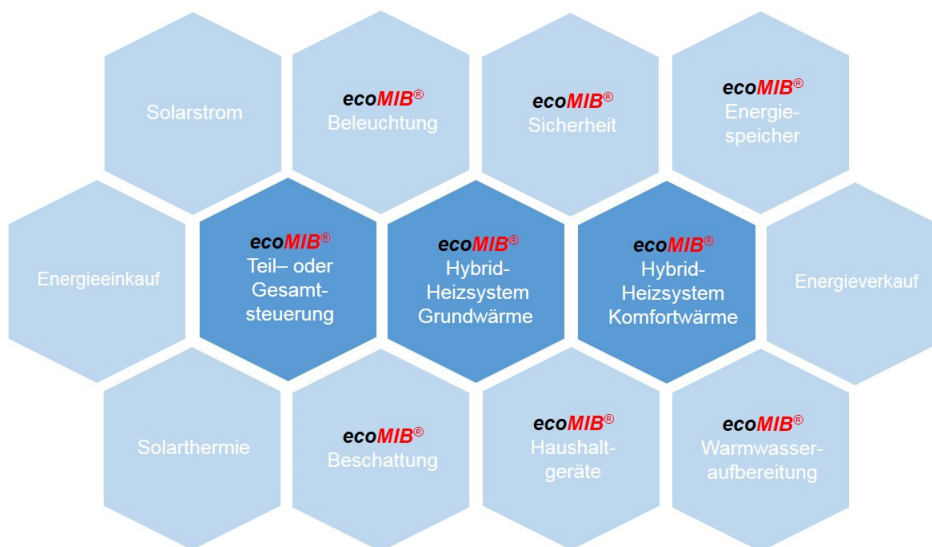 Solarstrom
ecoMIB®
Beleuchtung
ecoMIB®
Sicherheit
ecoMIB®
Energie-
speicher
Energieeinkauf
ecoMIB®
Teil– oder
Gesamt-
steuerung
ecoMIB®
Hybrid-
Heizsystem
Grundwärme
ecoMIB®
Hybrid-
Heizsystem
Komfortwärme
Energieverkauf
Solarthermie
ecoMIB®
Beschattung
ecoMIB®
Haushalt-
geräte
ecoMIB®
Warmwasser-
aufbereitung